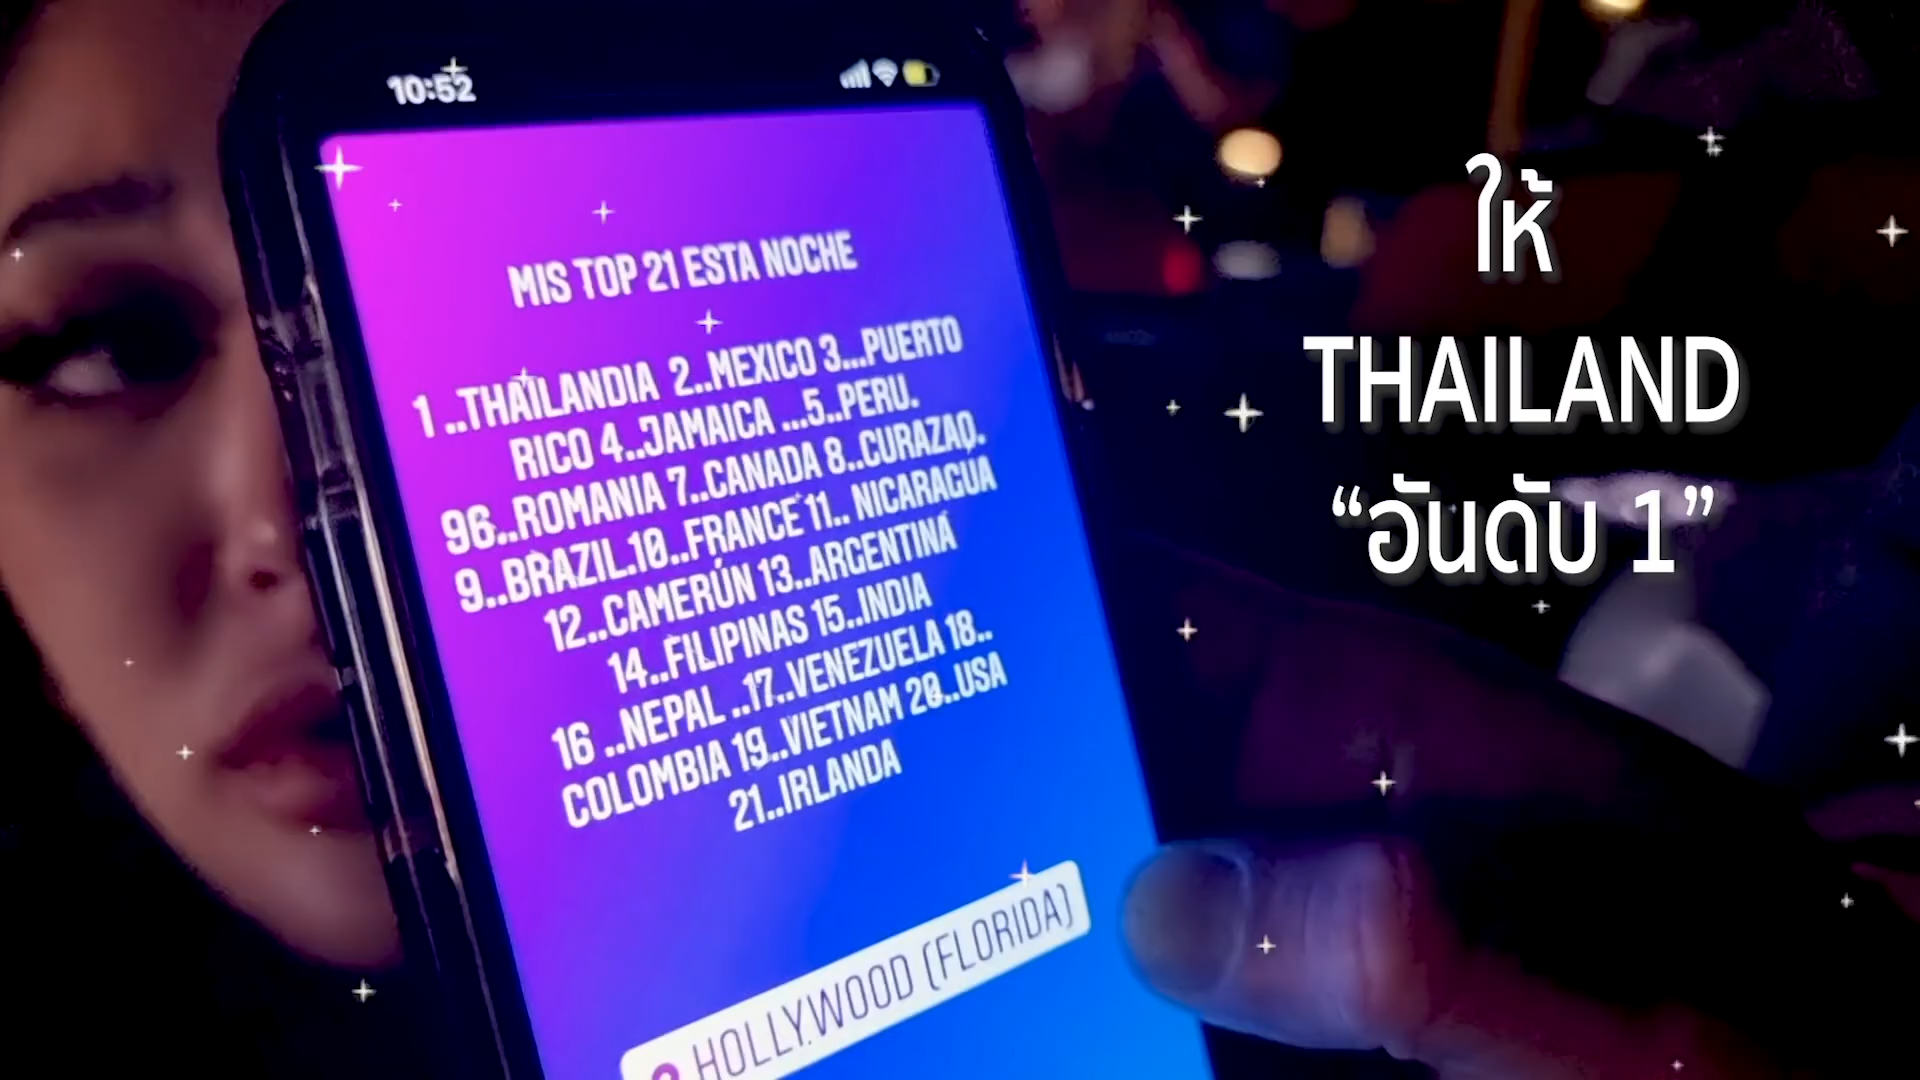 10:52
MIS TOP 21 ESTA NOCHE
1 ..THAILANDIA 2..MEXICO 3...PUERTO
RICO 4..JAMAICA ...5..PERU.
96..ROMANIA 7..CANADA 8..CURAZAO.
9..BRAZIL.10..FRANCE 11.. NICARAGUA
12..CAMERÚN 13..ARGENTINA
14..FILIPINAS 15..INDIA
16 ..NEPAL ..17..VENEZUELA 18..
COLOMBIA 19..VIETNAM 20..USA
21..IRLANDA
HOLLYWOOD (FLORIDA)
ให้
THAILAND
“อันดับ 1”